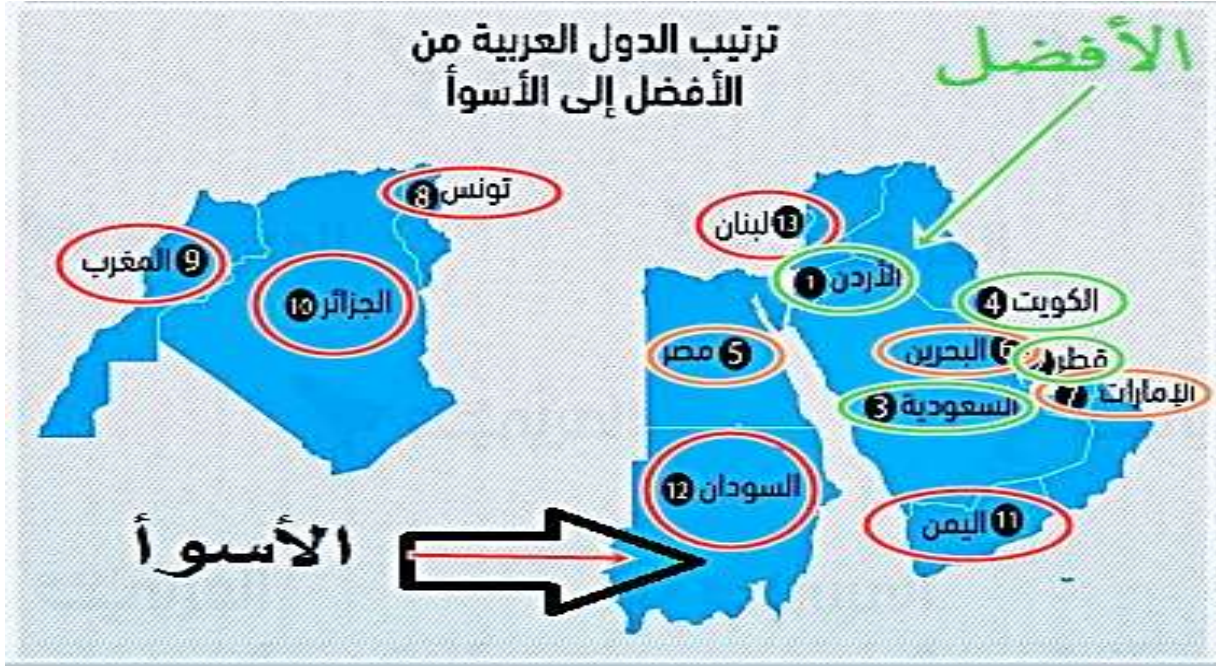 ترتيب الدول العربية من
الأفضل إلى الأسوأ
الأفضل
تونس 8
13 لبنان
9 المغرب
الأردن 1
الجزائر 10
الكويت 4
5 مصر
6 البحرين
قطر
الإمارات 7
السعودية 3
السودان 12
11 اليمن
الأسوأ